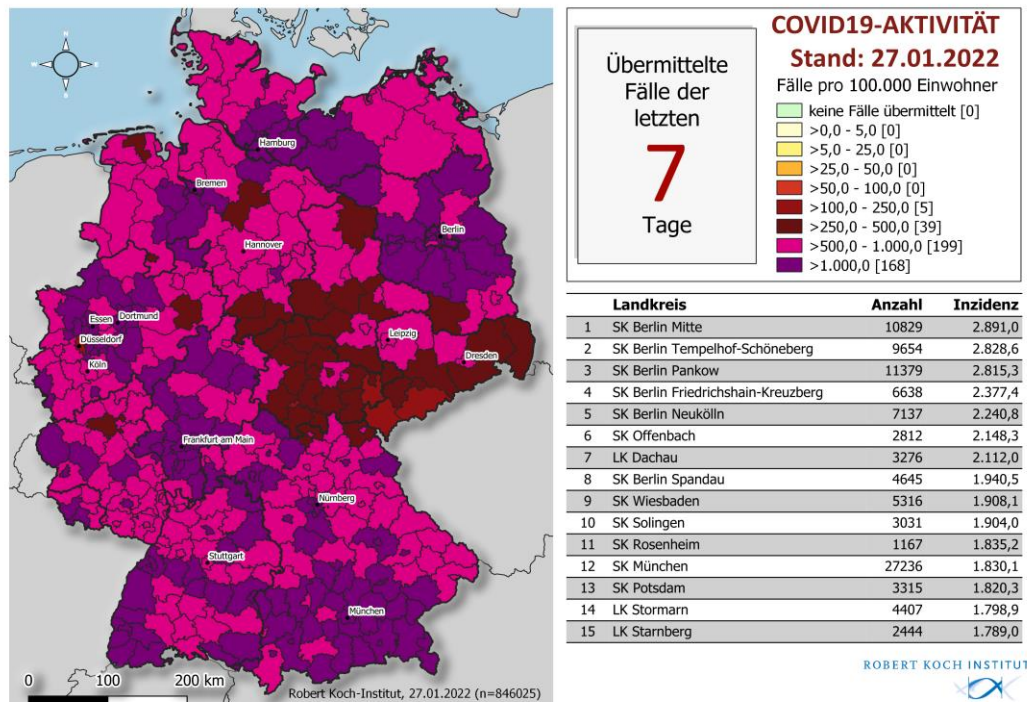 Hamburg
Bremen
Berlin
Hannover
Essen
Dortmund
Düsseldorf
Leipzig
Köln
Dresden
Frankfurt am Main
Nürnberg
Stuttgart
München
0 100 200 km
Robert Koch-Institut, 27.01.2022 (n=846025)
Übermittelte
Fälle der
letzten
7
Tage
COVID19-AKTIVITÄT
Stand: 27.01.2022
Fälle pro 100.000 Einwohner
keine Fälle übermittelt [0]
>0,0 - 5,0 [0]
>5,0 - 25,0 [0]
>25,0 - 50,0 [0]
>50,0 - 100,0 [0]
>100,0 - 250,0 [5]
>250,0 - 500,0 [39]
>500,0 - 1.000,0 [199]
>1.000,0 [168]
Landkreis Anzahl Inzidenz
1 SK Berlin Mitte 10829 2.891,0
2 SK Berlin Tempelhof-Schöneberg 9654 2.828,6
3 SK Berlin Pankow 11379 2.815,3
4 SK Berlin Friedrichshain-Kreuzberg 6638 2.377,4
5 SK Berlin Neukölln 7137 2.240,8
6 SK Offenbach 2812 2.148,3
7 LK Dachau 3276 2.112,0
8 SK Berlin Spandau 4645 1.940,5
9 SK Wiesbaden 5316 1.908,1
10 SK Solingen 3031 1.904,0
11 SK Rosenheim 1167 1.835,2
12 SK München 27236 1.830,1
13 SK Potsdam 3315 1.820,3
14 LK Stormarn 4407 1.798,9
15 LK Starnberg 2444 1.789,0
ROBERT KOCH INSTITUT